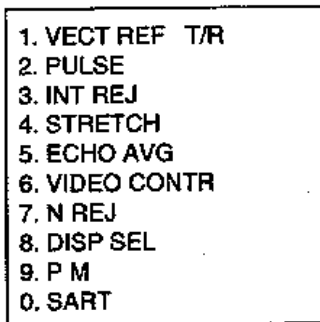 1. VECT REF T/R
2. PULSE
3. INT REJ
4. STRETCH
5. ECHO AVG
6. VIDEO CONTR
7. N REJ
8. DISP SEL
9. P M
0. SART